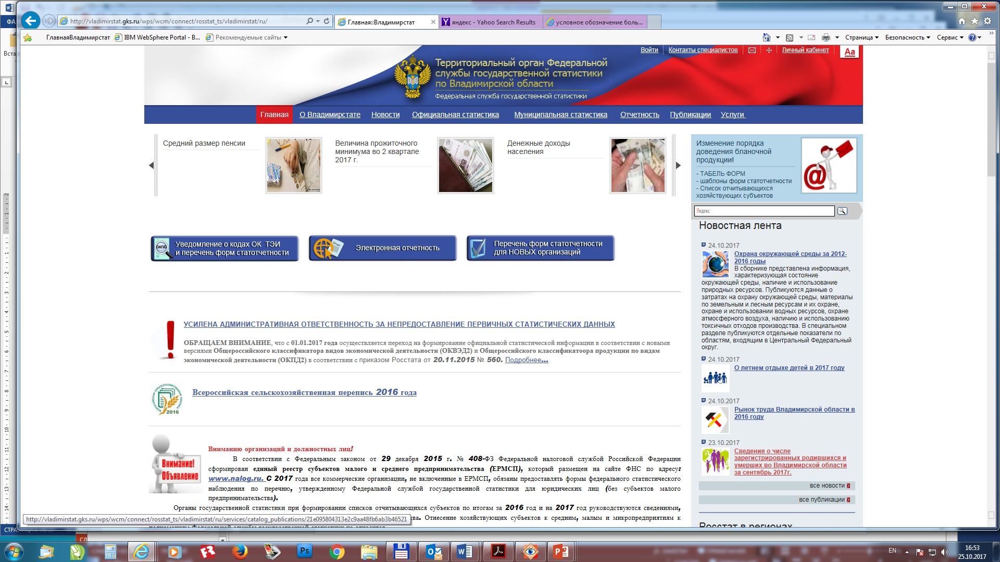 http://vladimirstat.gks.ru/wps/wcm/connect/rosstat_ts/vladimirstat/ru/
Главная::Владимирстат
яндекс - Yahoo Search Results
условное обозначение боль...
ГлавнаяВладимирстат
IBM WebSphere Portal - B...
Рекомендуемые сайты
Страница
Безопасность
Сервис
Войти
Контакты специалистов
Личный кабинет
Аа
Территориальный орган Федеральной
службы государственной статистики
по Владимирской области
Федеральная служба государственной статистики
Главная
О Владимирстате
Новости
Официальная статистика
Муниципальная статистика
Отчетность
Публикации
Услуги
Средний размер пенсии
Величина прожиточного
минимума во 2 квартале
2017 г.
Денежные доходы
населения
Изменение порядка
доведения бланочной
продукции!
- ТАБЕЛЬ ФОРМ
- шаблоны форм статотчетности
- Список отчитывающихся
хозяйствующих субъектов
Яндекс
Уведомление о кодах ОК ТЭИ
и перечень форм статотчетности
Электронная отчетность
Перечень форм статотчетности
для НОВЫХ организаций
УСИЛЕНА АДМИНИСТРАТИВНАЯ ОТВЕТСТВЕННОСТЬ ЗА НЕПРЕДОСТАВЛЕНИЕ ПЕРВИЧНЫХ СТАТИСТИЧЕСКИХ ДАННЫХ
ОБРАЩАЕМ ВНИМАНИЕ, что с 01.01.2017 года осуществляется переход на формирование официальной статистической информации в соответствии с новыми
версиями Общероссийского классификатора видов экономической деятельности (ОКВЭД2) и Общероссийского классификатоора продукции по видам
экономической деятельности (ОКПД2) в соответствии с приказом Росстата от 20.11.2015 № 560. Подробнее...
Всероссийская сельскохозяйственная перепись 2016 года
2016
Внимание!
Объявление
Вниманию организаций и должностных лиц!
В соответствии с Федеральным законом от 29 декабря 2015 г. № 408-ФЗ Федеральной налоговой службой Российской Федерации
сформирован единый реестр субъектов малого и среднего предпринимательства (ЕРМСП), который размещен на сайте ФНС по адресу:
www.nalog.ru. С 2017 года все коммерческие организации, не включенные в ЕРМСП, обязаны предоставлять формы федерального статистического
наблюдения по перечню, утвержденному Федеральной службой государственной статистики для юридических лиц (без субъектов малого
предпринимательства).
Органы государственной статистики при формировании списков отчитывающихся субъектов по итогам за 2016 год и на 2017 год руководствуются сведениями,
Отнесение хозяйствующих субъектов к средним, малым и микропредприятиям к
http://vladimirstat.gks.ru/wps/wcm/connect/rosstat_ts/vladimirstat/ru/services/catalog_publications/21e095804313e2c9aa48fb6ab3b46521
Новостная лента
24.10.2017
Охрана окружающей среды за 2012-
2016 годы
В сборнике представлена информация,
характеризующая состояние
окружающей среды, наличие и использование
природных ресурсов. Публикуются данные о
затратах на охрану окружающей среды, материалы
по земельным и лесным ресурсам и их охране,
охране и использовании водных ресурсов, охране
атмосферного воздуха, наличию и использованию
токсичных отходов производства. В специальном
разделе публикуются отдельные показатели по
областям, входящим в Центральный Федеральный
округ.
24.10.2017
О летнем отдыхе детей в 2017 году
24.10.2017
Рынок труда Владимирской области в
2016 году
23.10.2017
Сведения о числе
зарегистрированных родившихся и
умерших во Владимирской области
за сентябрь 2017г.
все новости
все публикации
Росстат в регионах
EN
16:53
25.10.2017